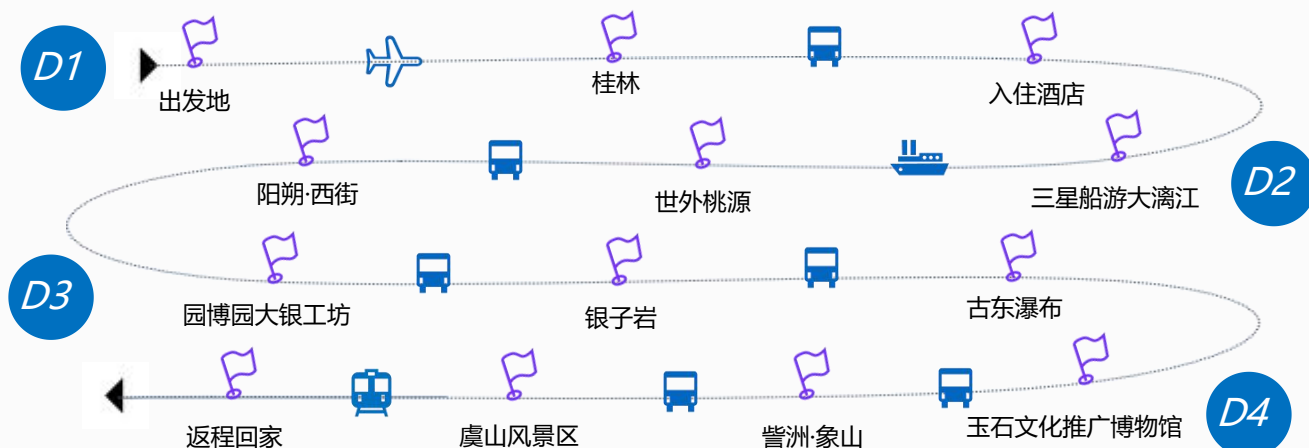 D1
出发地
桂林
入住酒店
D2
三星船游大漓江
世外桃源
阳朔·西街
D3
园博园大银工坊
银子岩
古东瀑布
D4
玉石文化推广博物馆
訾洲·象山
虞山风景区
返程回家